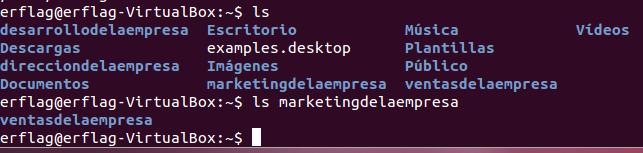 erflag@erflag-VirtualBox:~$ ls
desarrollodelaempresa Escritorio Música Vídeos
Descargas examples.desktop Plantillas
direcciondelaempresa Imágenes Público
Documentos marketingdelaempresa ventasdelaempresa
erflag@erflag-VirtualBox:~$ ls marketingdelaempresa
ventasdelaempresa
erflag@erflag-VirtualBox:~$